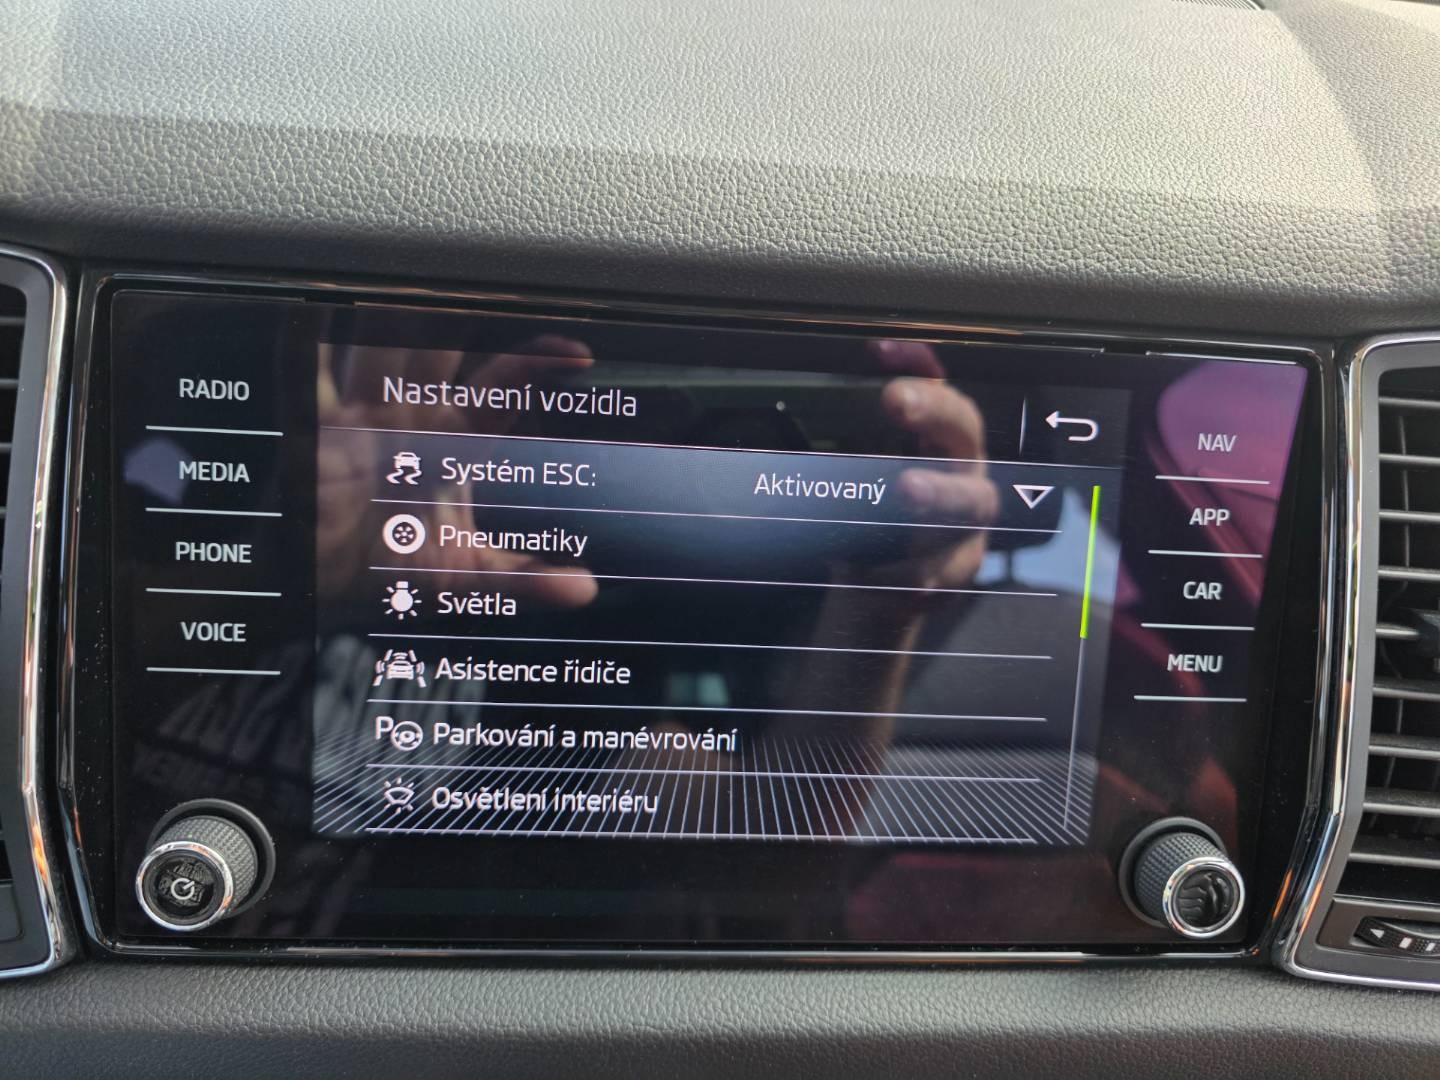 RADIO
MEDIA
PHONE
VOICE
Nastavení vozidla
Systém ESC: Aktivovaný
Pneumatiky
Světla
Asistence řidiče
Parkování a manévrování
Osvětlení interiéru
NAV
APP
CAR
MENU